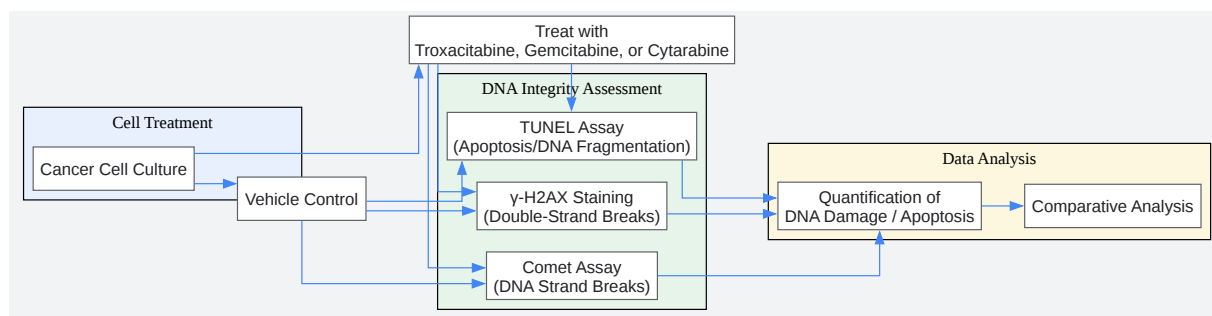 Treat with
Troxacitabine, Gemcitabine, or Cytarabine
Cell Treatment
Cancer Cell Culture
Vehicle Control
DNA Integrity Assessment
TUNEL Assay
(Apoptosis/DNA Fragmentation)
γ-H2AX Staining
(Double-Strand Breaks)
Comet Assay
(DNA Strand Breaks)
Data Analysis
Quantification of
DNA Damage / Apoptosis
Comparative Analysis